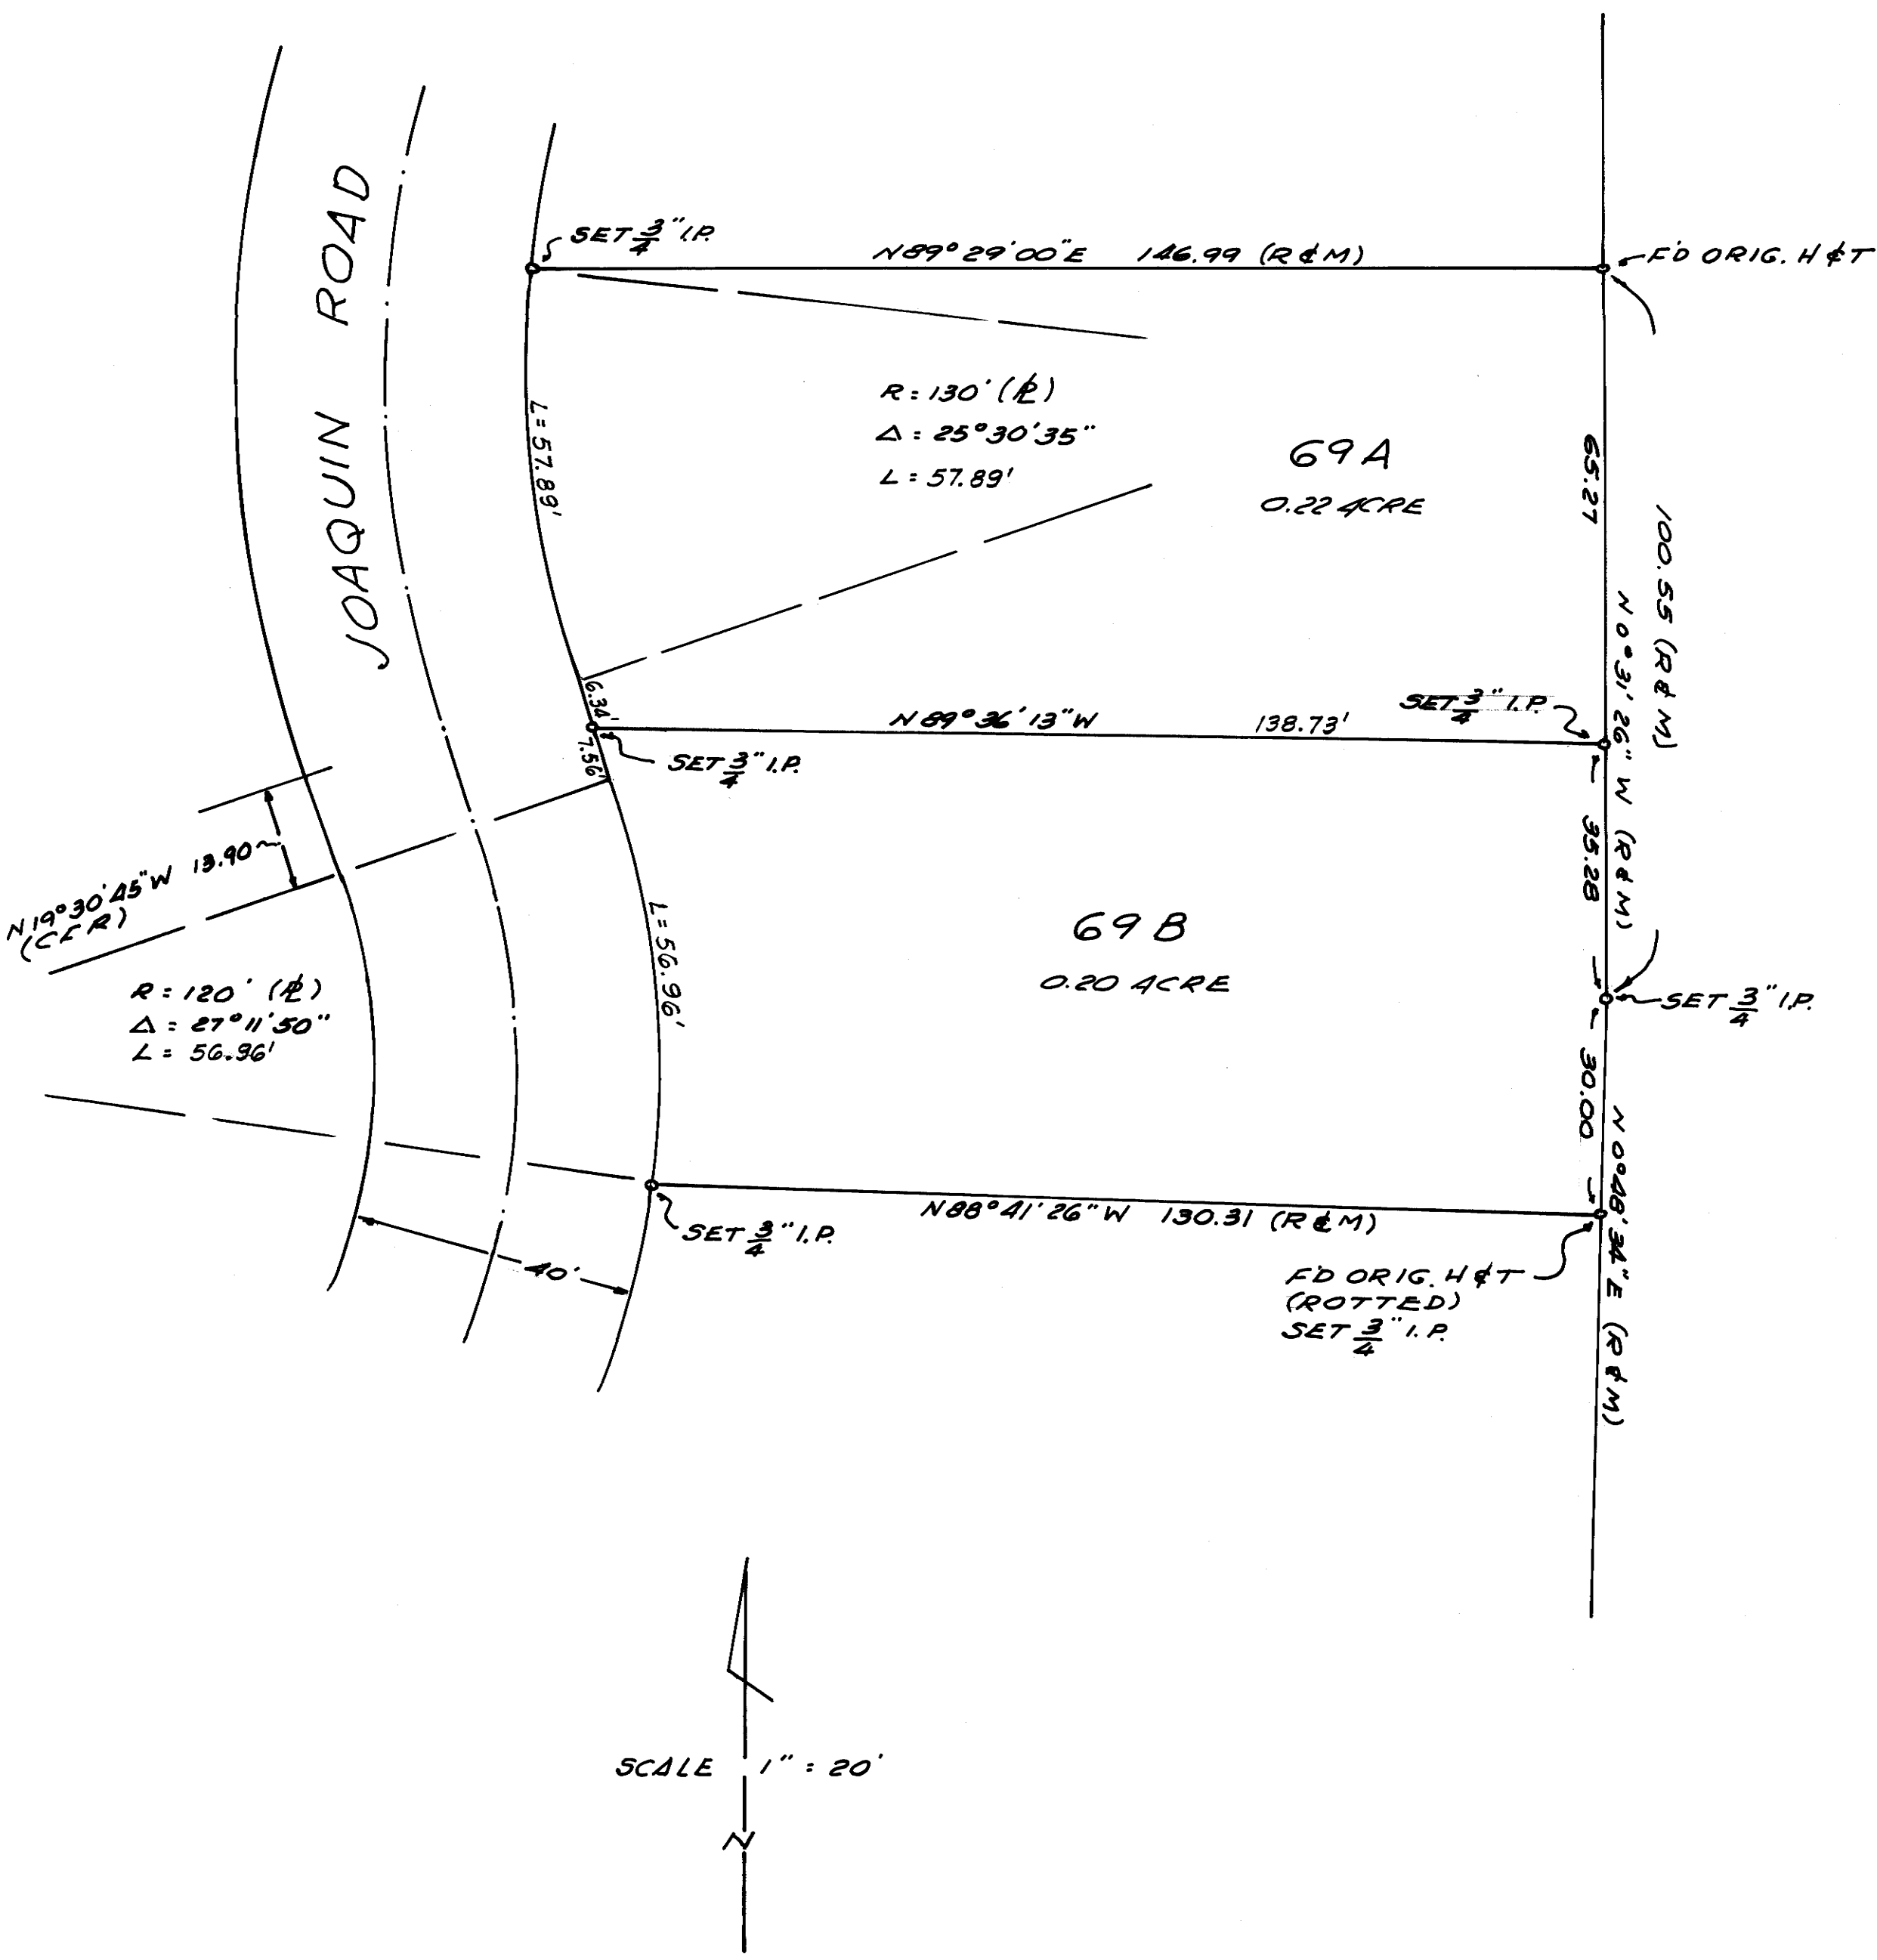 SET 3/4" I.P.
N89°29'00"E 146.99 (R&M)
F'D ORIG. H&T
JOAQUIN ROAD
L=57.89'
R=130' (PL)
Δ=25°30'35"
L=57.89'
69A
0.22 ACRE
65.27
100.55 (R&M)
N0°31'26"W (R&M)
6.34'
N89°36'13"W 138.73'
SET 3/4" I.P.
7.56'
SET 3/4" I.P.
35.28
N19°30'45"W 13.90
(C&R)
L=56.96'
69B
0.20 ACRE
R=120' (PL)
Δ=27°11'50"
L=56.96'
SET 3/4" I.P.
30.00
N0°48'34"E (R&M)
N88°41'26"W 130.31 (R&M)
SET 3/4" I.P.
40'
F'D ORIG. H&T
(ROTTED)
SET 3/4" I.P.
SCALE 1"=20'
N